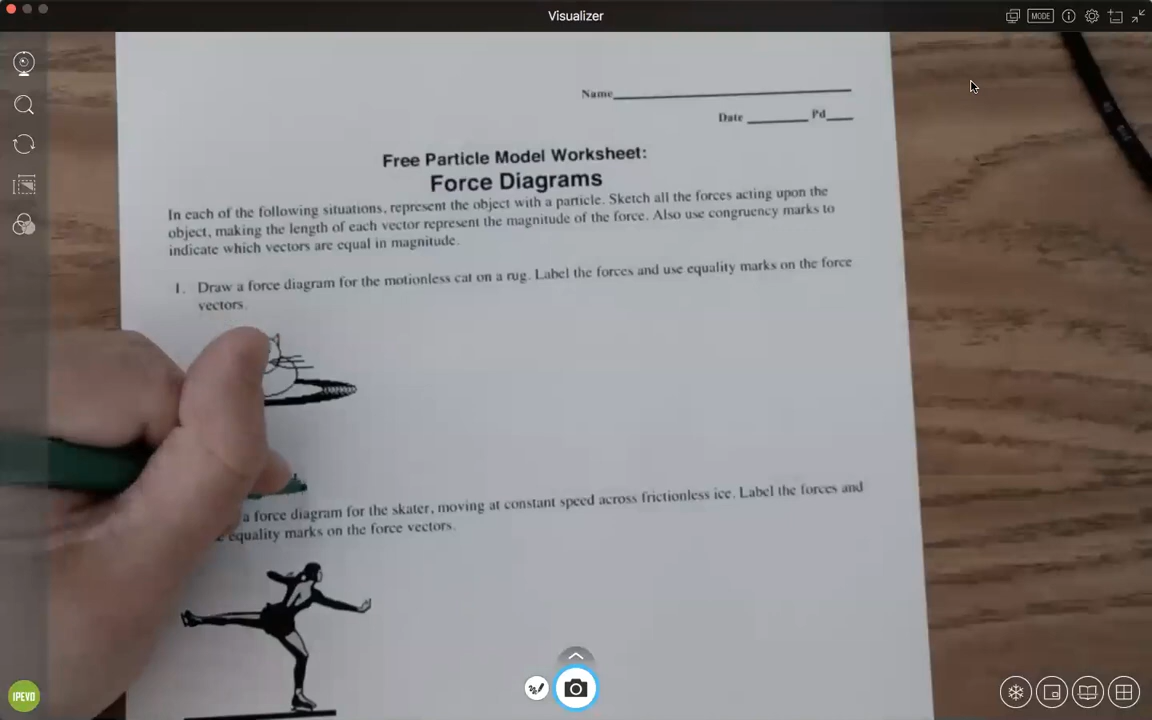 Visualizer
MODE
Name
Date Pd
Free Particle Model Worksheet:
Force Diagrams
In each of the following situations, represent the object with a particle. Sketch all the forces acting upon the
object, making the length of each vector represent the magnitude of the force. Also use congruency marks to
indicate which vectors are equal in magnitude.
1. Draw a force diagram for the motionless cat on a rug. Label the forces and use equality marks on the force
vectors.
a force diagram for the skater, moving at constant speed across frictionless ice. Label the forces and
equality marks on the force vectors.
IPEVO